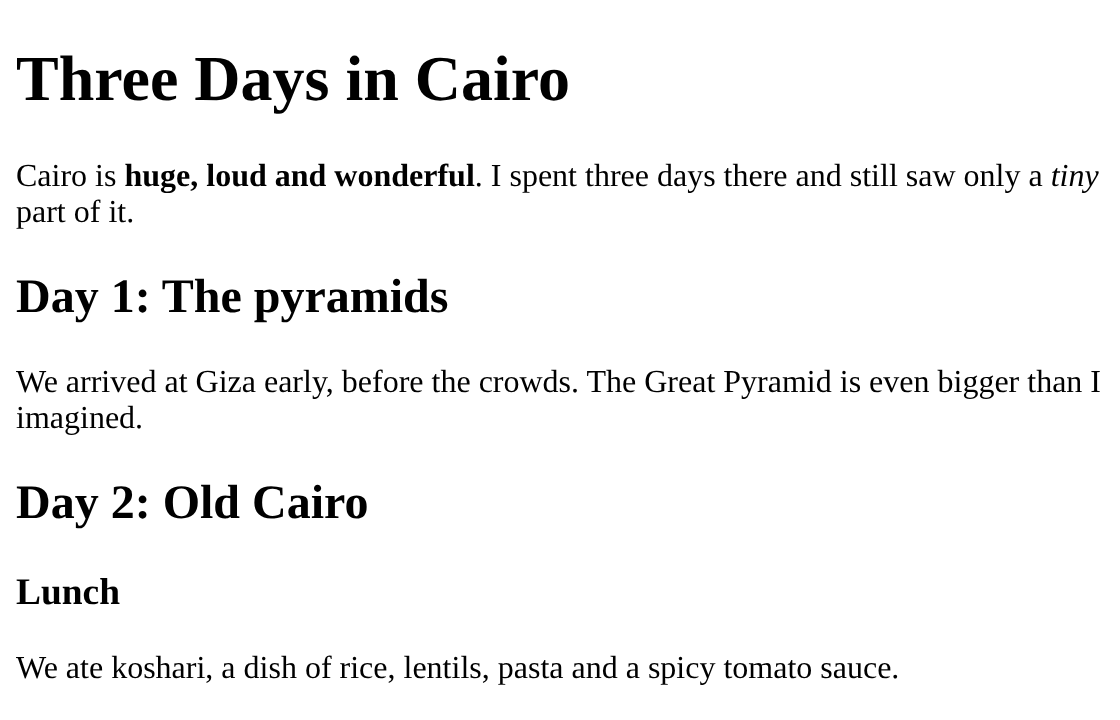 Three Days in Cairo
Cairo is huge, loud and wonderful. I spent three days there and still saw only a tiny
part of it.
Day 1: The pyramids
We arrived at Giza early, before the crowds. The Great Pyramid is even bigger than I
imagined.
Day 2: Old Cairo
Lunch
We ate koshari, a dish of rice, lentils, pasta and a spicy tomato sauce.